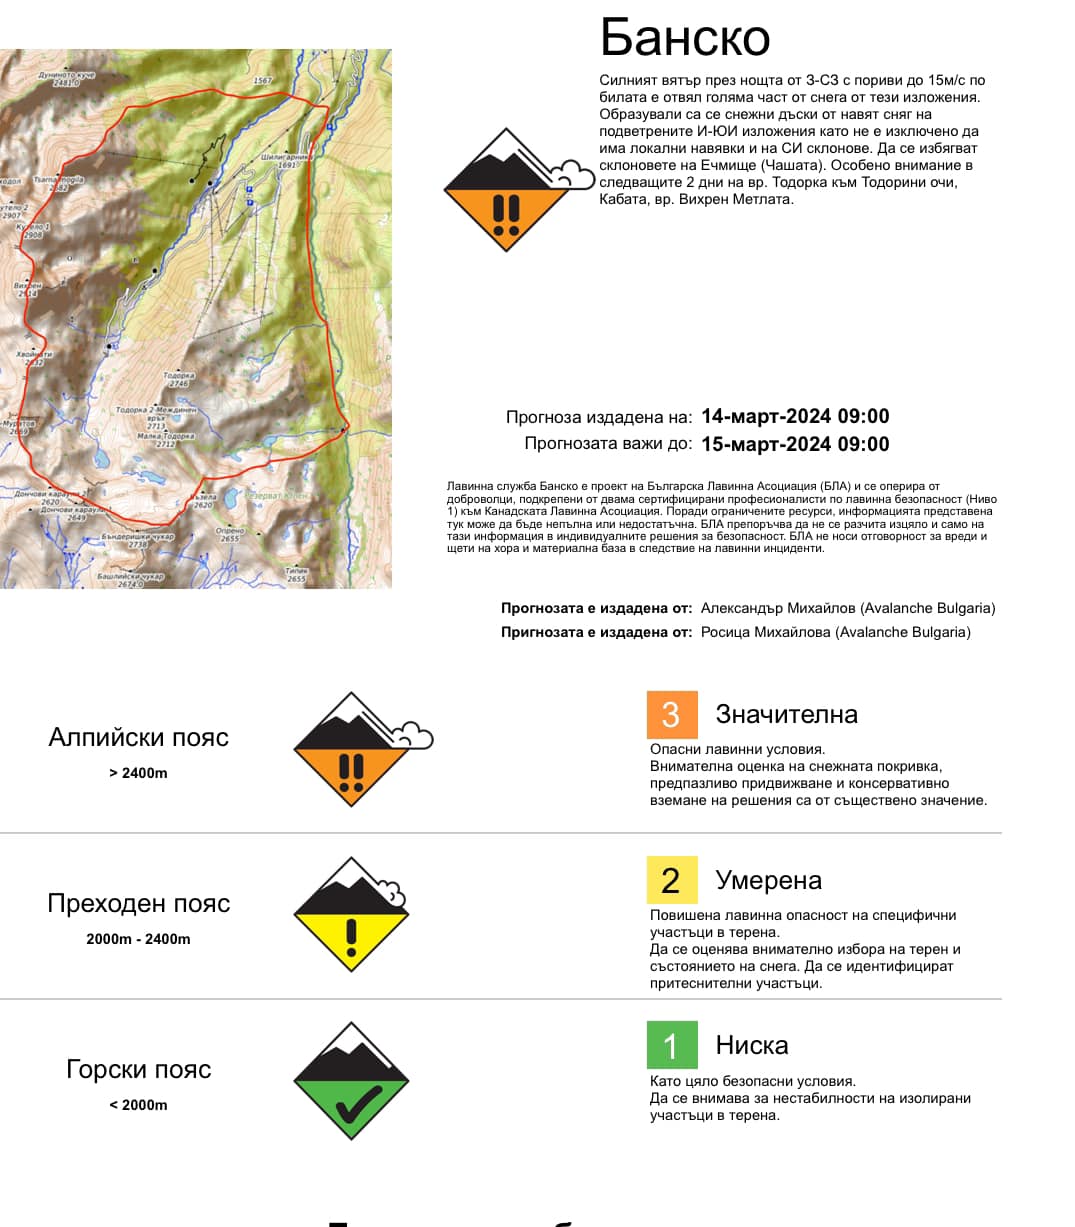 Банско
Силният вятър през нощта от З-СЗ с пориви до 15м/с по
билата е отвял голяма част от снега от тези изложения.
Образували са се снежни дъски от навят сняг на
подветрените И-ЮИ изложения като не е изключено да
има локални навявки и на СИ склонове. Да се избягват
склоновете на Ечмище (Чашата). Особено внимание в
следващите 2 дни на вр. Тодорка към Тодорини очи,
Кабата, вр. Вихрен Метлата.
Дуниното куче
2481.0
1567
Шилигарник
1691
Tsarna mogila
утело 2
2907
Кутело 1
2908
Вихрен
2914
Хвойнати
Тодорка
2746
Тодорка 2-Междинен
връх
2713
Малка Тодорка
2712
2669
2620
Дончови караули
2649
Бъндеришки чукар
2738
Башлийски чукар
2674.0
2620
Опрено
2655
Типик
2655
Прогноза издадена на: 14-март-2024 09:00
Прогнозата важи до: 15-март-2024 09:00
Лавинна служба Банско е проект на Българска Лавинна Асоциация (БЛА) и се оперира от
доброволци, подкрепени от двама сертифицирани професионалисти по лавинна безопасност (Ниво
1) към Канадската Лавинна Асоциация. Поради ограничените ресурси, информацията представена
тук може да бъде непълна или недостатъчна. БЛА препоръчва да не се разчита изцяло и само на
тази информация в индивидуалните решения за безопасност. БЛА не носи отговорност за вреди и
щети на хора и материална база в следствие на лавинни инциденти.
Прогнозата е издадена от: Александър Михайлов (Avalanche Bulgaria)
Пригнозата е издадена от: Росица Михайлова (Avalanche Bulgaria)
Алпийски пояс
> 2400m
3 Значителна
Опасни лавинни условия.
Внимателна оценка на снежната покривка,
предпазливо придвижване и консервативно
вземане на решения са от съществено значение.
Преходен пояс
2000m - 2400m
2 Умерена
Повишена лавинна опасност на специфични
участъци в терена.
Да се оценява внимателно избора на терен и
състоянието на снега. Да се идентифицират
притеснителни участъци.
Горски пояс
< 2000m
1 Ниска
Като цяло безопасни условия.
Да се внимава за нестабилности на изолирани
участъци в терена.